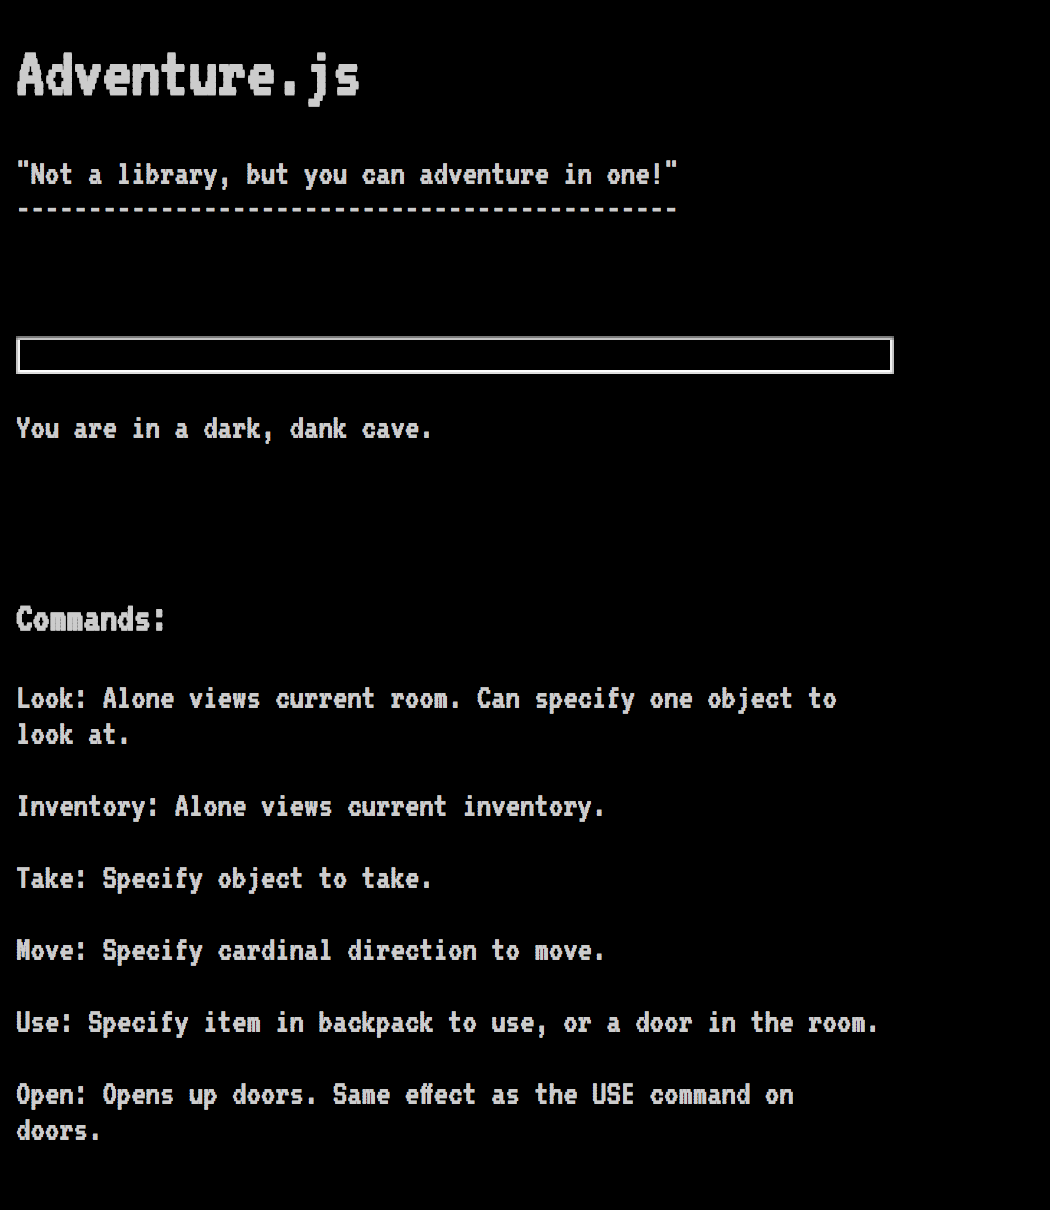 Adventure.js
"Not a library, but you can adventure in one!"
----------------------------------------------
You are in a dark, dank cave.
Commands:
Look: Alone views current room. Can specify one object to
look at.
Inventory: Alone views current inventory.
Take: Specify object to take.
Move: Specify cardinal direction to move.
Use: Specify item in backpack to use, or a door in the room.
Open: Opens up doors. Same effect as the USE command on
doors.